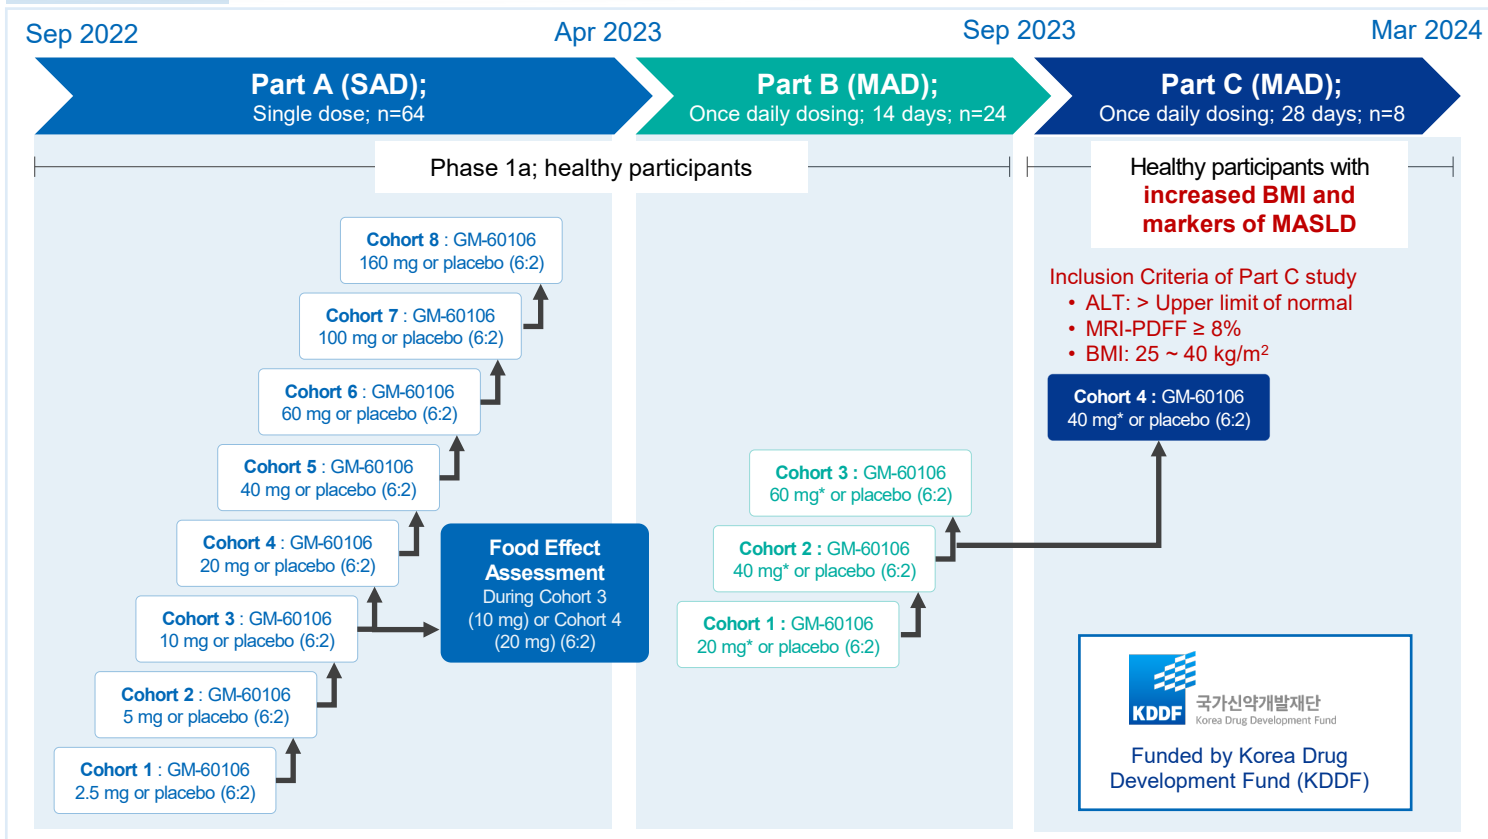 Sep 2022
Apr 2023
Sep 2023
Mar 2024
Part A (SAD);
Single dose; n=64
Part B (MAD);
Once daily dosing; 14 days; n=24
Part C (MAD);
Once daily dosing; 28 days; n=8
Phase 1a; healthy participants
Healthy participants with
increased BMI and
markers of MASLD
Cohort 8 : GM-60106
160 mg or placebo (6:2)
Cohort 7 : GM-60106
100 mg or placebo (6:2)
Cohort 6 : GM-60106
60 mg or placebo (6:2)
Cohort 5 : GM-60106
40 mg or placebo (6:2)
Cohort 4 : GM-60106
20 mg or placebo (6:2)
Cohort 3 : GM-60106
10 mg or placebo (6:2)
Cohort 2 : GM-60106
5 mg or placebo (6:2)
Cohort 1 : GM-60106
2.5 mg or placebo (6:2)
Food Effect
Assessment
During Cohort 3
(10 mg) or Cohort 4
(20 mg) (6:2)
Cohort 3 : GM-60106
60 mg* or placebo (6:2)
Cohort 2 : GM-60106
40 mg* or placebo (6:2)
Cohort 1 : GM-60106
20 mg* or placebo (6:2)
Inclusion Criteria of Part C study
• ALT: > Upper limit of normal
• MRI-PDFF ≥ 8%
• BMI: 25 ~ 40 kg/m²
Cohort 4 : GM-60106
40 mg* or placebo (6:2)
KDDF
국가신약개발재단
Korea Drug Development Fund
Funded by Korea Drug
Development Fund (KDDF)